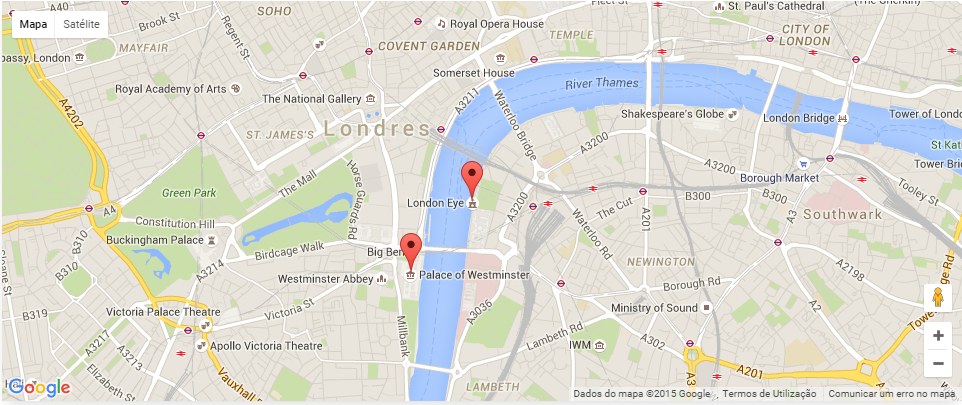 Mapa
Satélite
SOHO
Brook St
Regent St
MAYFAIR
Royal Opera House
COVENT GARDEN
TEMPLE
Fleet St
St. Paul's Cathedral
CITY OF
LONDON
bassy, London
Somerset House
River Thames
A4202
Royal Academy of Arts
The National Gallery
A3211
Waterloo Bridge
Shakespeare's Globe
London Bridge
Tower of Lond
ST. JAMES'S
Londres
A3200
A3200
St Kat
Tower Bri
Green Park
The Mall
Horse Guards Rd
Borough Market
London Eye
A3200
The Cut
A201
B300
B300
Tooley St
A4
Constitution Hill
A3
Southwark
Buckingham Palace
Birdcage Walk
Big Ben
Waterloo Rd
B310
B310
A3214
Westminster Abbey
Palace of Westminster
NEWINGTON
A2198
Sloane St
Borough Rd
B319
Victoria Palace Theatre
Victoria St
Millbank
A3036
Ministry of Sound
Tower Bridge Rd
A3217
A3213
Apollo Victoria Theatre
Lambeth Rd
IWM
A302
Elizabeth St
Vauxhall B
LAMBETH
A3
A201
Google
Dados do mapa ©2015 Google
Termos de Utilização
Comunicar um erro no mapa